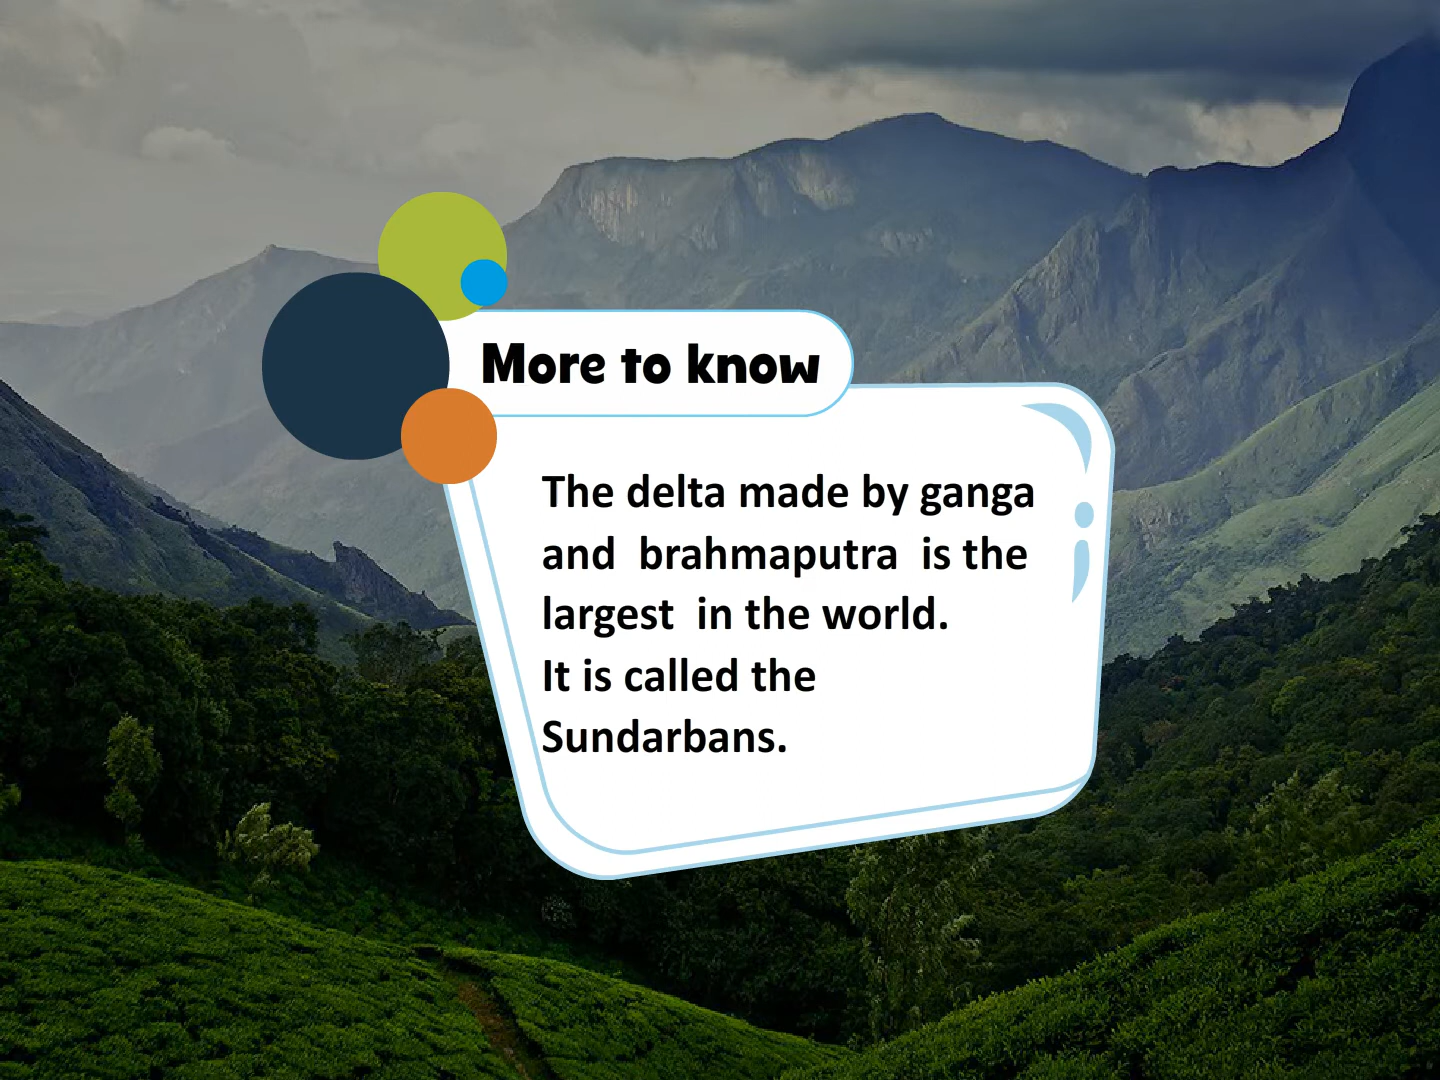 More to know
The delta made by ganga
and brahmaputra is the
largest in the world.
It is called the
Sundarbans.